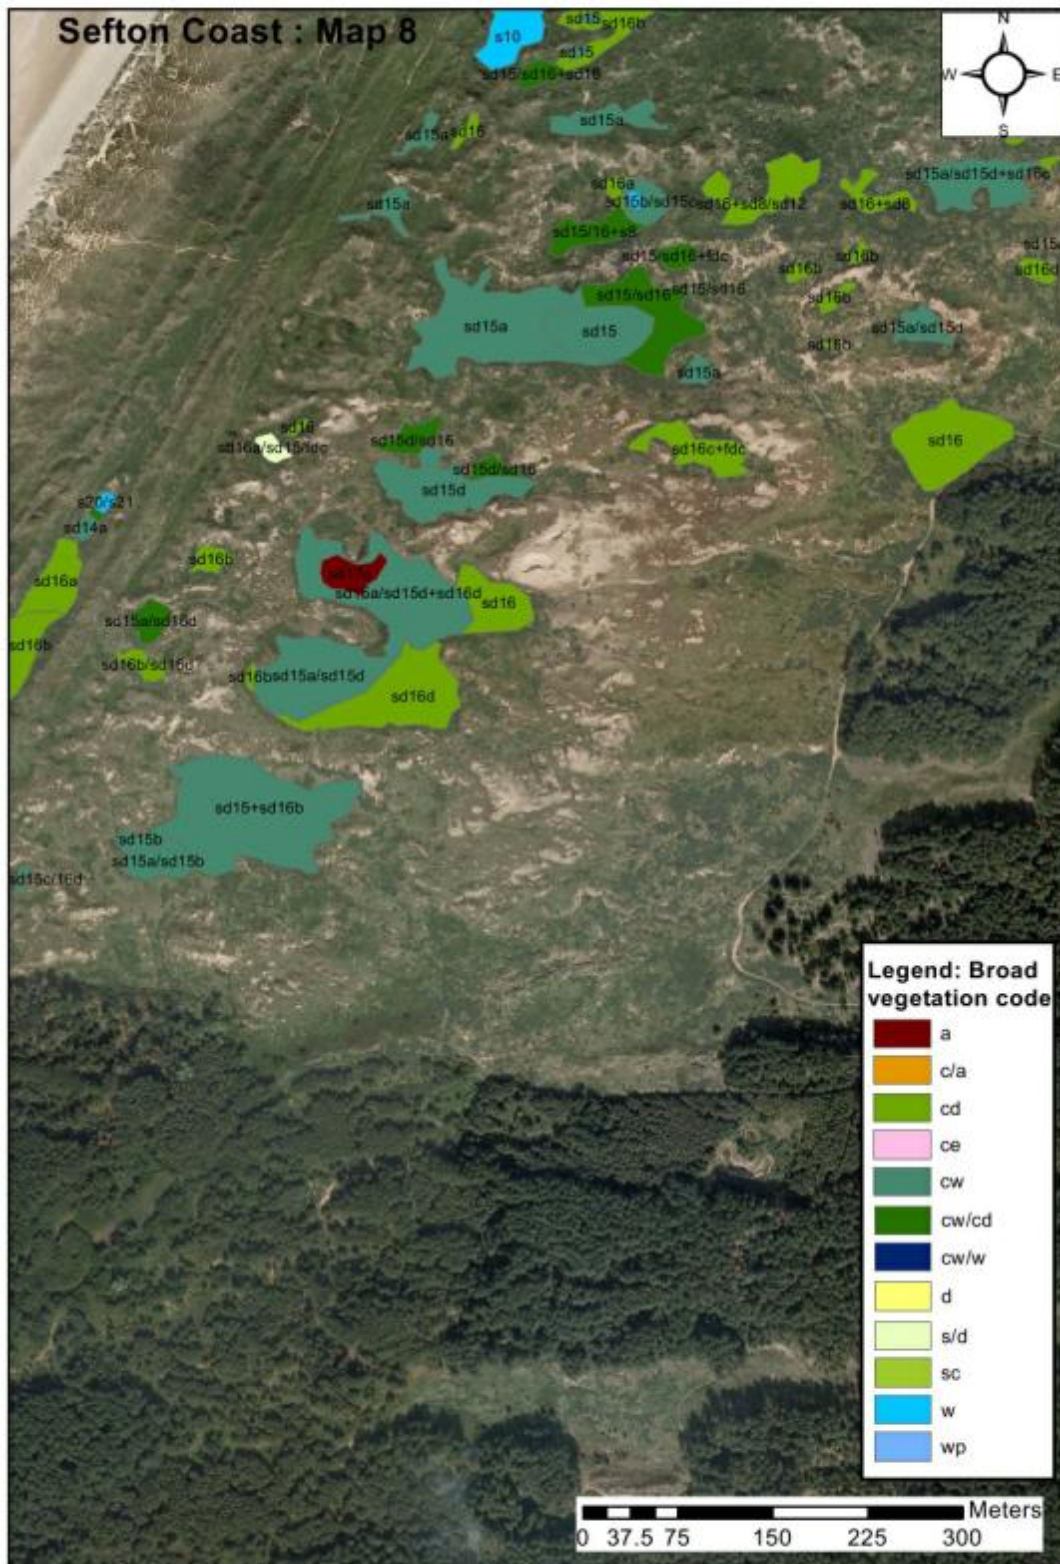 Sefton Coast : Map 8
N
W
E
S
s10
sd15
sd16b
sd15
sd15/sd16+sd16
sd15a
sd16
sd15a
sd15a
sd16a
sd15b/sd15c
sd16+sd8/sd12
sd16+sd8
sd15/16+s8
sd15/sd16+fdc
sd16b
sd16b
sd16d
sd16b
sd15/sd16
sd15/sd16
sd15a
sd15
sd15a/sd15d
sd16b
sd15a
sd16
sd16a/sd15/fdc
sd15d/sd16
sd16c+fdc
sd16
sd15d/sd16
sd15d
s20/s21
sd14a
sd16b
sd16a
sd16a/sd15d+sd16d
sd16
sd15a/sd16d
sd16b
sd16b/sd15d
sd16b
sd15a/sd15d
sd16d
sd15+sd16b
sd15b
sd15a/sd15b
sd15c/16d
Legend: Broad
vegetation code
a
c/a
cd
ce
cw
cw/cd
cw/w
d
s/d
sc
w
wp
Meters
0 37.5 75 150 225 300